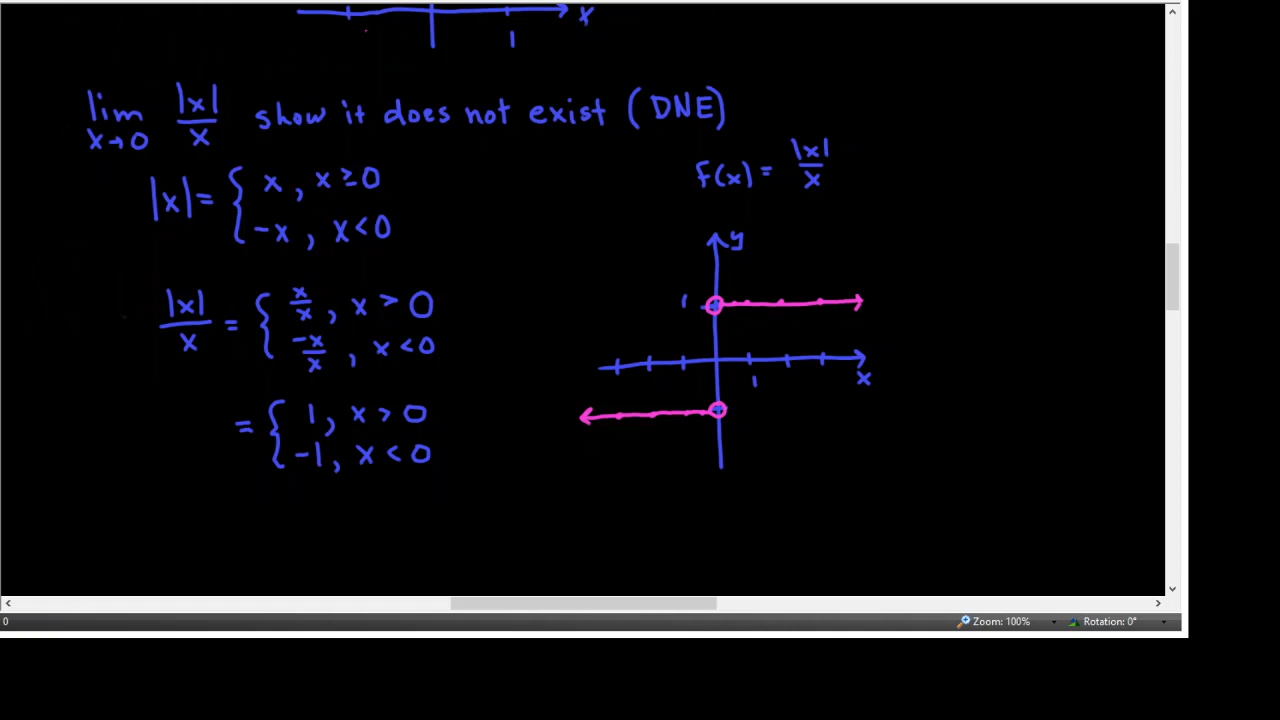 x
1
lim x→0 |x|/x show it does not exist (DNE)
|x| = { x , x ≥ 0
-x , x < 0
f(x) = |x|/x
|x|/x = { x/x , x > 0
-x/x , x < 0
= { 1 , x > 0
-1 , x < 0
y
1
1
x
0
Zoom: 100%
Rotation: 0°